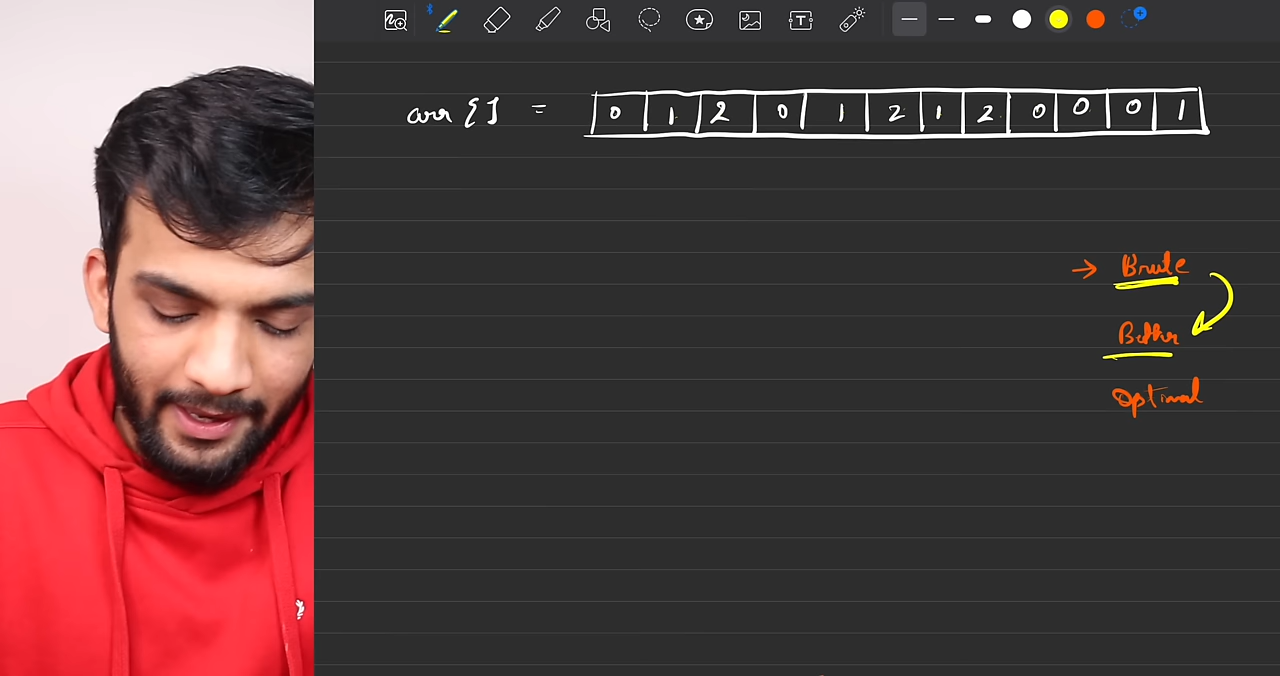 arr [] = 0 1 2 0 1 2 1 2 0 0 0 1
→ Brute
Better
Optimal